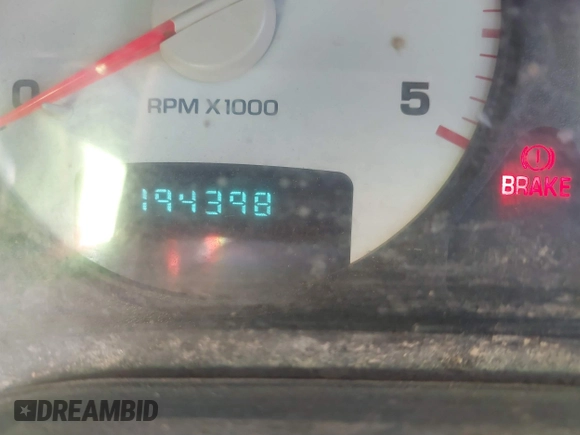 0
5
RPM X1000
194398
BRAKE
DREAMBID